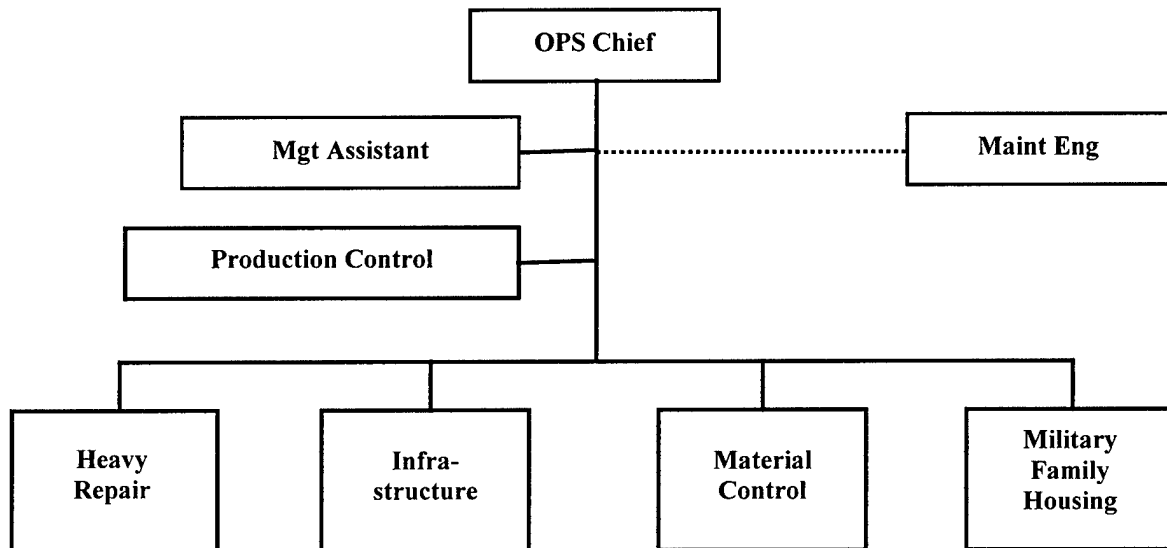 OPS Chief
Mgt Assistant
Maint Eng
Production Control
Heavy
Repair
Infra-
structure
Material
Control
Military
Family
Housing